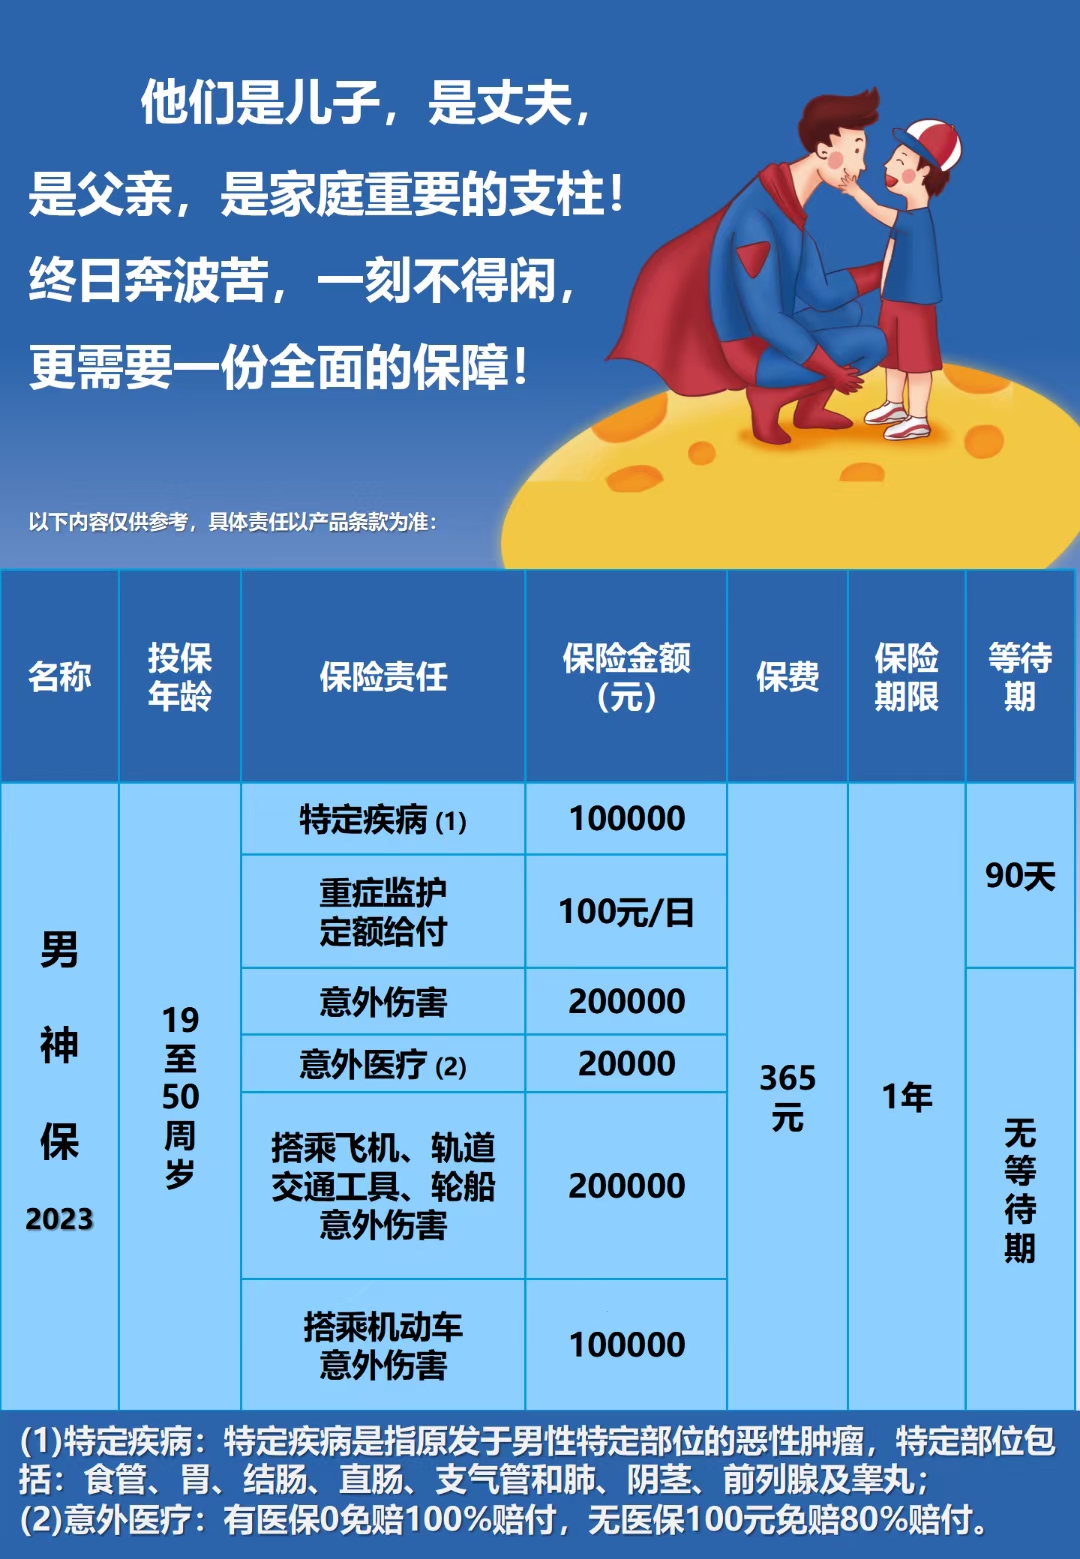 他们是儿子，是丈夫，
是父亲，是家庭重要的支柱！
终日奔波苦，一刻不得闲，
更需要一份全面的保障！
以下内容仅供参考，具体责任以产品条款为准：
名称
投保
年龄
保险责任
保险金额
（元）
保费
保险
期限
等待
期
男
神
保
2023
19
至
50
周
岁
特定疾病 (1)
100000
重症监护
定额给付
100元/日
意外伤害
200000
意外医疗 (2)
20000
搭乘飞机、轨道
交通工具、轮船
意外伤害
200000
搭乘机动车
意外伤害
100000
365
元
1年
90天
无
等
待
期
(1)特定疾病：特定疾病是指原发于男性特定部位的恶性肿瘤，特定部位包
括：食管、胃、结肠、直肠、支气管和肺、阴茎、前列腺及睾丸；
(2)意外医疗：有医保0免赔100%赔付，无医保100元免赔80%赔付。